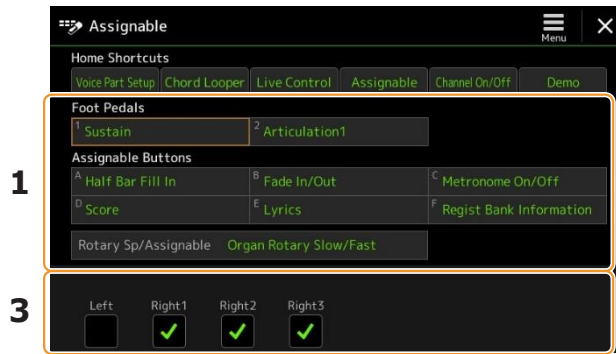 Assignable
Menu
Home Shortcuts
Voice Part Setup Chord Looper Live Control Assignable Channel On/Off Demo
1
Foot Pedals
1 Sustain 2 Articulation1
Assignable Buttons
A Half Bar Fill In B Fade In/Out C Metronome On/Off
D Score E Lyrics F Regist Bank Information
Rotary Sp/Assignable Organ Rotary Slow/Fast
3
Left Right1 Right2 Right3